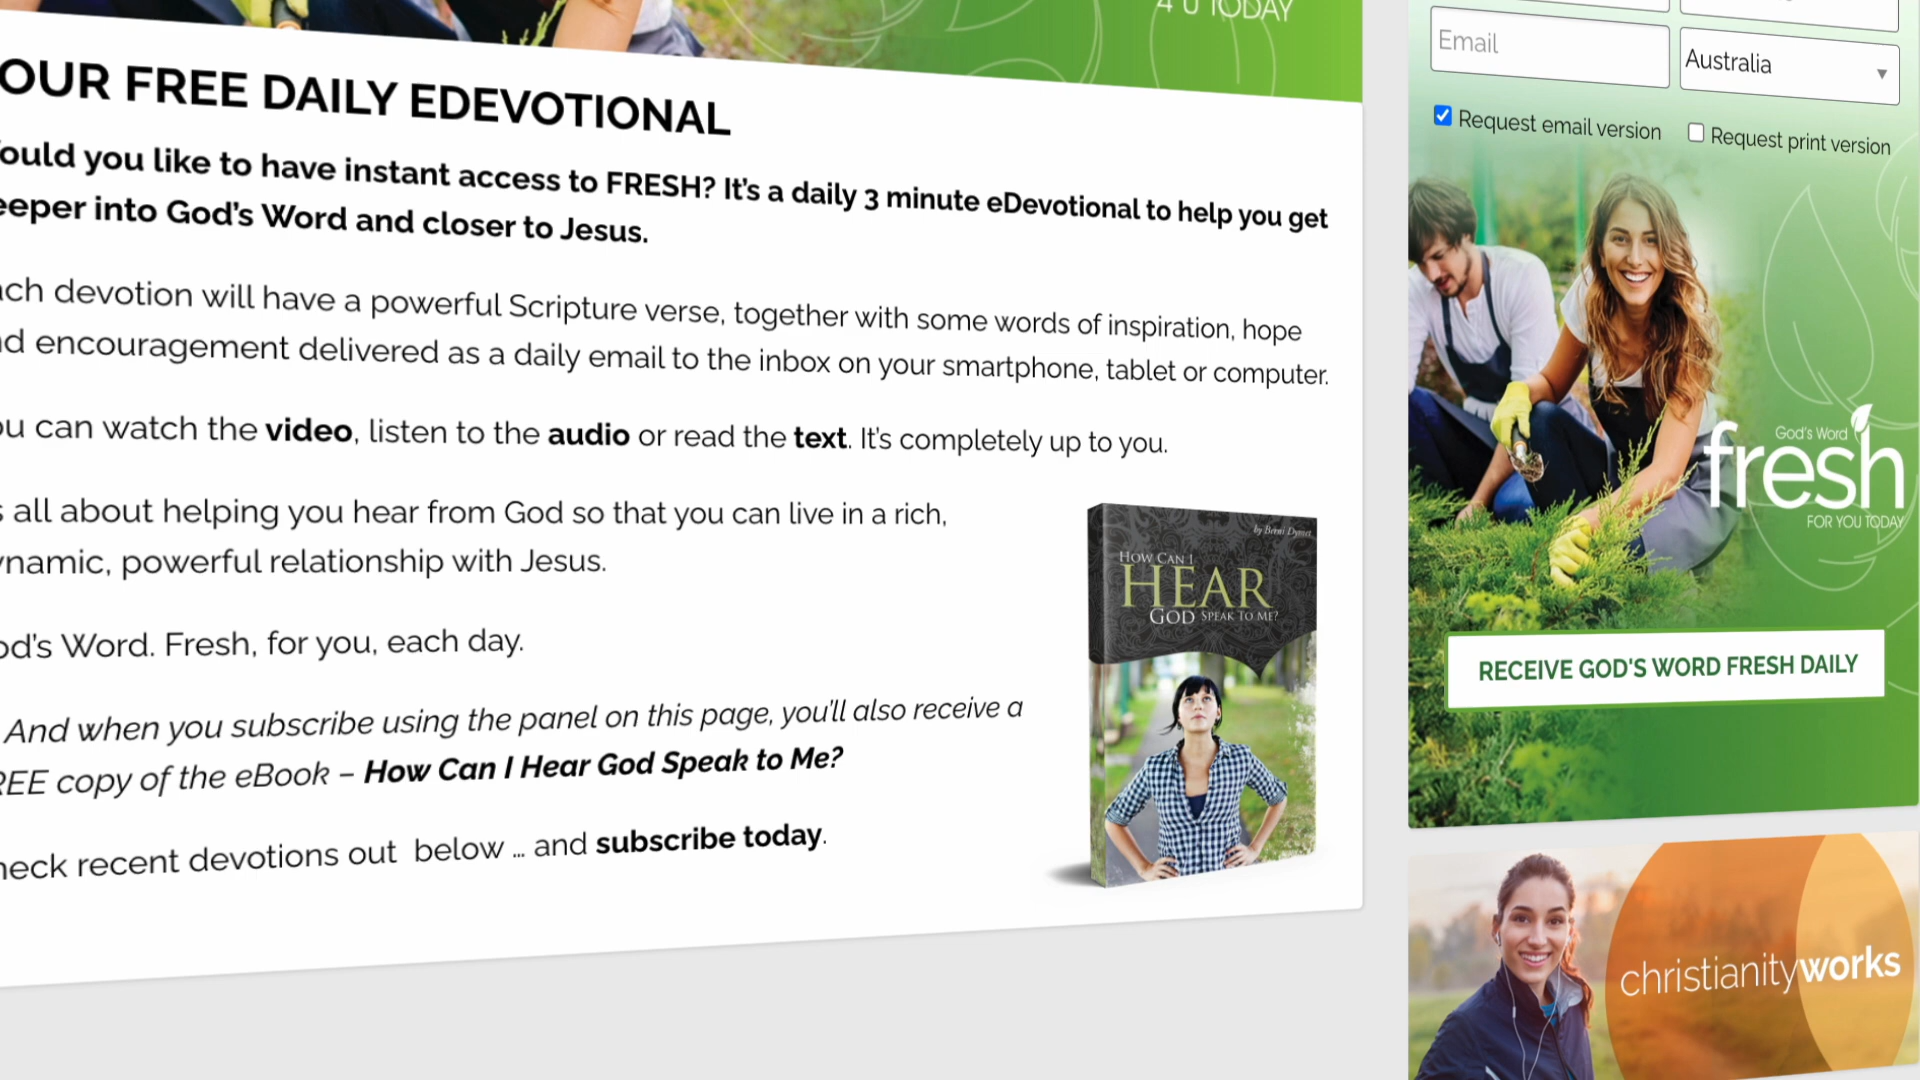 4 U TODAY
OUR FREE DAILY EDEVOTIONAL
you like to have instant access to FRESH? It's a daily 3 minute eDevotional to help you get
into God's Word and closer to Jesus.
devotion will have a powerful Scripture verse, together with some words of inspiration, hope
encouragement delivered as a daily email to the inbox on your smartphone, tablet or computer.
can watch the video, listen to the audio or read the text. It's completely up to you.
all about helping you hear from God so that you can live in a rich,
powerful relationship with Jesus.
Word. Fresh, for you, each day.
And when you subscribe using the panel on this page, you'll also receive a
copy of the eBook – How Can I Hear God Speak to Me?
recent devotions out below ... and subscribe today.
by Berni Dymet
HOW CAN I
HEAR
GOD SPEAK TO ME?
Email
Australia
Request email version
Request print version
God's Word
fresh
FOR YOU TODAY
RECEIVE GOD'S WORD FRESH DAILY
christianityworks